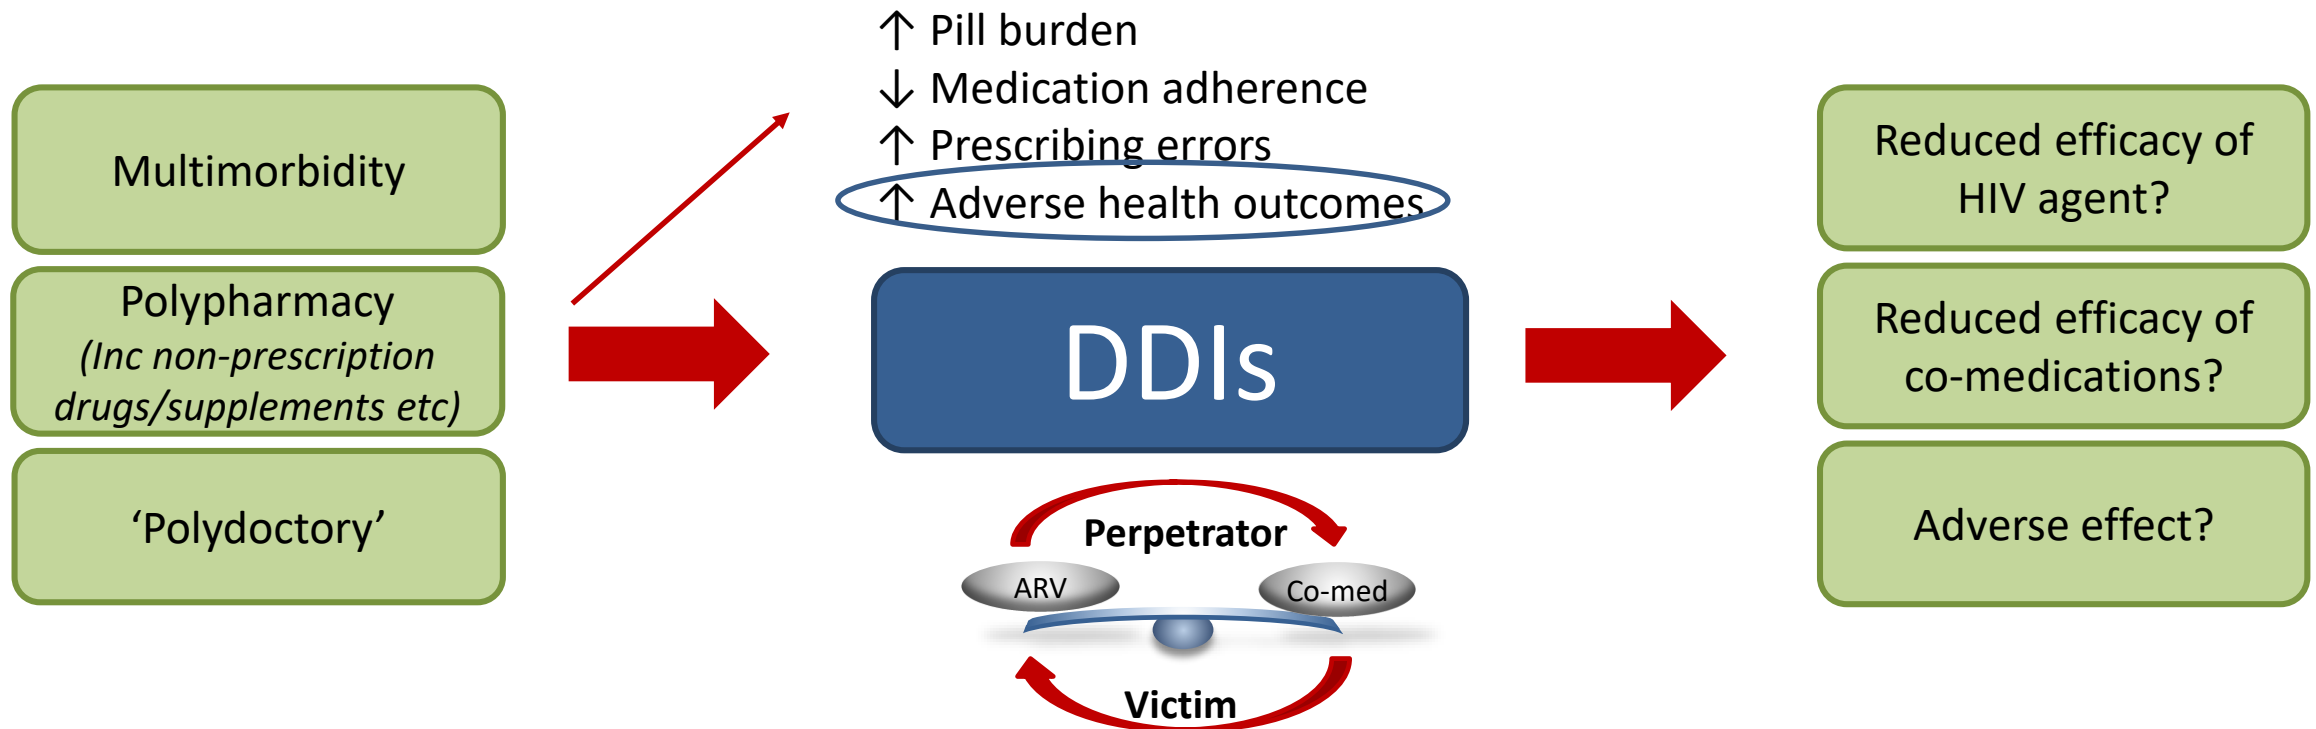 Multimorbidity
Polypharmacy
(Inc non-prescription
drugs/supplements etc)
‘Polydoctory’
↑ Pill burden
↓ Medication adherence
↑ Prescribing errors
↑ Adverse health outcomes
DDIs
Perpetrator
ARV
Co-med
Victim
Reduced efficacy of
HIV agent?
Reduced efficacy of
co-medications?
Adverse effect?